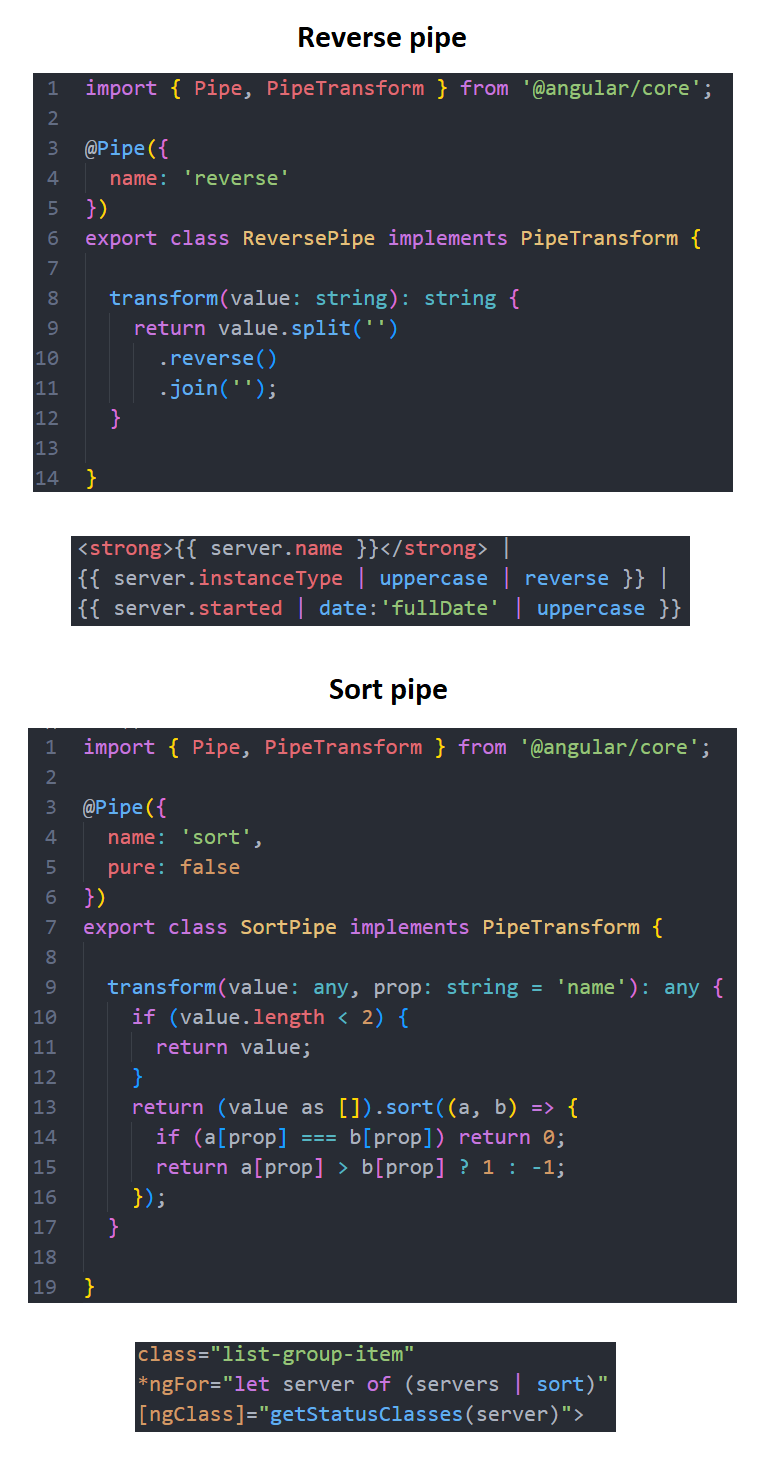 Reverse pipe
1 import { Pipe, PipeTransform } from '@angular/core';
2
3 @Pipe({
4 name: 'reverse'
5 })
6 export class ReversePipe implements PipeTransform {
7
8 transform(value: string): string {
9 return value.split('')
10 .reverse()
11 .join('');
12 }
13
14 }
<strong>{{ server.name }}</strong> |
{{ server.instanceType | uppercase | reverse }} |
{{ server.started | date:'fullDate' | uppercase }}
Sort pipe
1 import { Pipe, PipeTransform } from '@angular/core';
2
3 @Pipe({
4 name: 'sort',
5 pure: false
6 })
7 export class SortPipe implements PipeTransform {
8
9 transform(value: any, prop: string = 'name'): any {
10 if (value.length < 2) {
11 return value;
12 }
13 return (value as []).sort((a, b) => {
14 if (a[prop] === b[prop]) return 0;
15 return a[prop] > b[prop] ? 1 : -1;
16 });
17 }
18
19 }
class="list-group-item"
*ngFor="let server of (servers | sort)"
[ngClass]="getStatusClasses(server)">